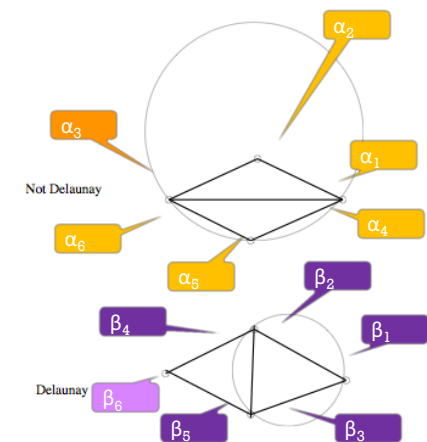 α₂
α₃
α₁
Not Delaunay
α₆
α₄
α₅
β₂
β₄
β₁
Delaunay
β₆
β₅
β₃